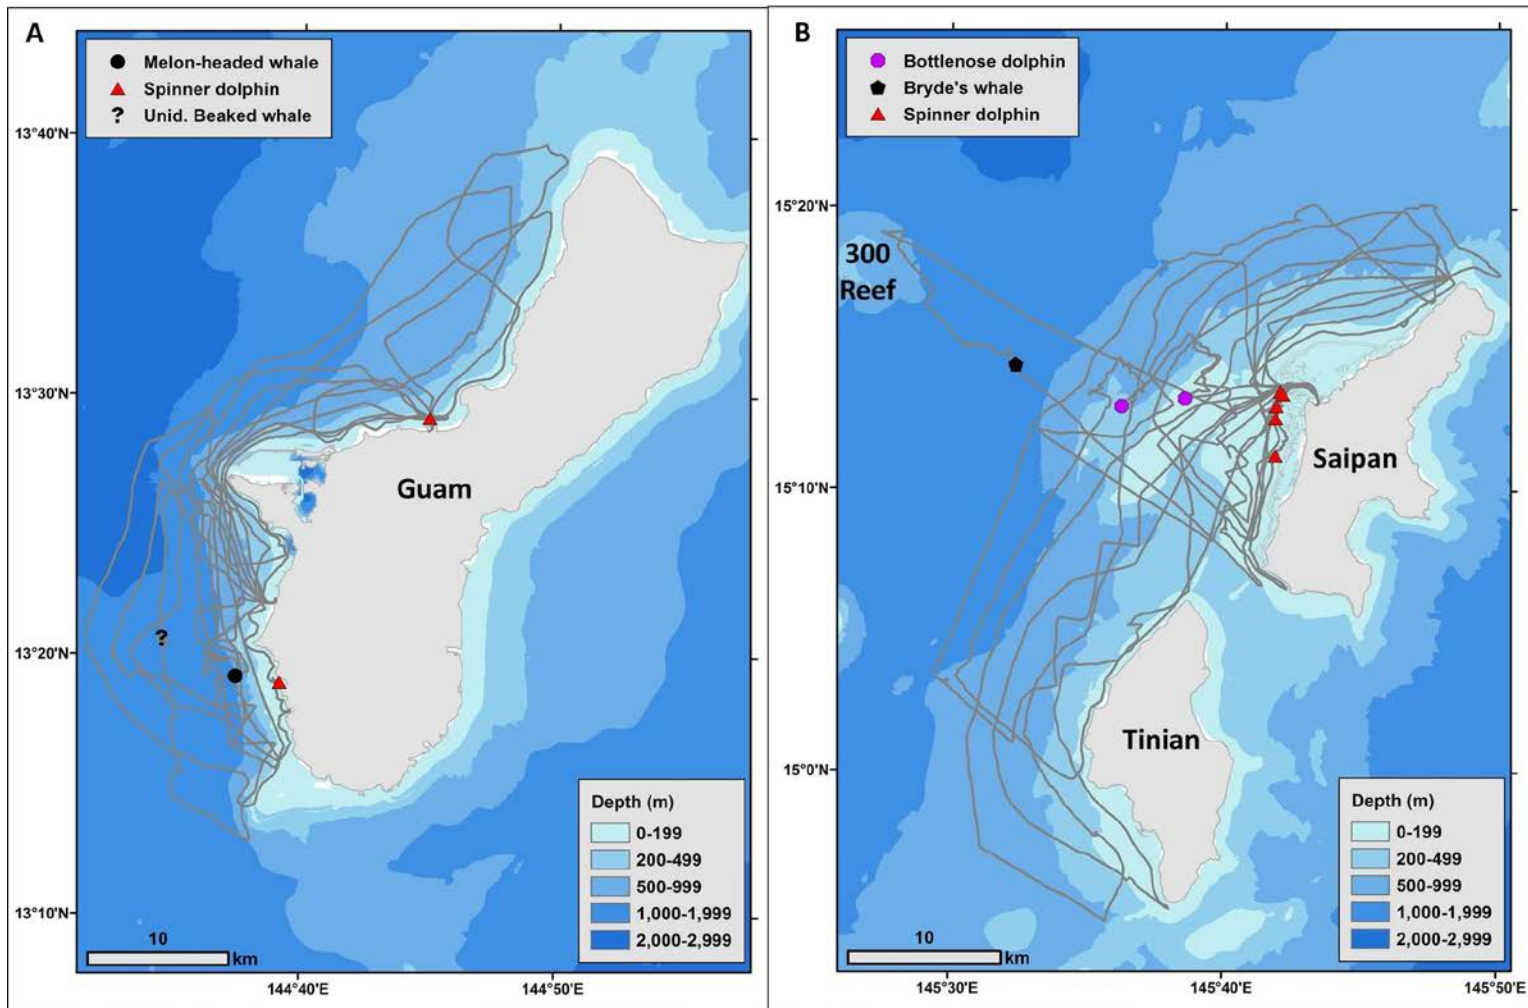 A
Melon-headed whale
Spinner dolphin
? Unid. Beaked whale
13°40'N
13°30'N
13°20'N
13°10'N
Guam
?
Depth (m)
0-199
200-499
500-999
1,000-1,999
2,000-2,999
10
km
144°40'E
144°50'E
B
Bottlenose dolphin
Bryde's whale
Spinner dolphin
15°20'N
15°10'N
15°0'N
300
Reef
Saipan
Tinian
Depth (m)
0-199
200-499
500-999
1,000-1,999
2,000-2,999
10
km
145°30'E
145°40'E
145°50'E